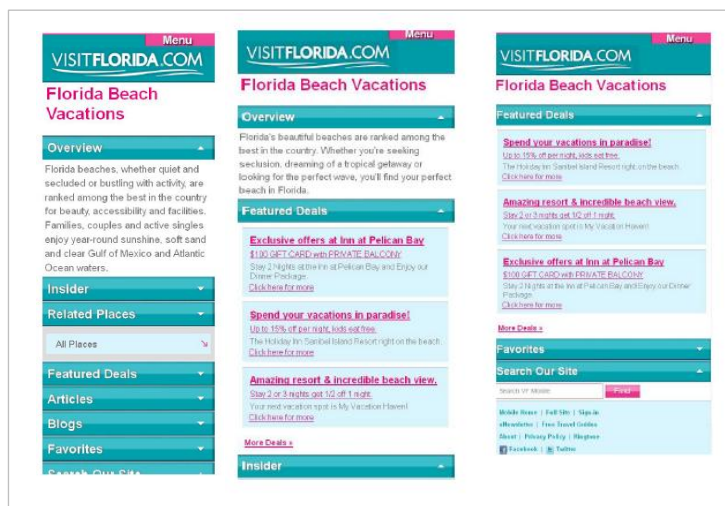 Menu
VISITFLORIDA.COM
Florida Beach
Vacations
Overview
Florida beaches, whether quiet and
secluded or bustling with activity, are
ranked among the best in the country
for beauty, accessibility and facilities.
Families, couples and active singles
enjoy year-round sunshine, soft sand
and clear Gulf of Mexico and Atlantic
Ocean waters.
Insider
Related Places
All Places
Featured Deals
Articles
Blogs
Favorites
Search Our Site
Menu
VISITFLORIDA.COM
Florida Beach Vacations
Overview
Florida's beautiful beaches are ranked among the
best in the country. Whether you're seeking
seclusion, dreaming of a tropical getaway or
looking for the perfect wave, you'll find your perfect
beach in Florida.
Featured Deals
Exclusive offers at Inn at Pelican Bay
$100 GIFT CARD with PRIVATE BALCONY
Stay 2 Nights at the Inn at Pelican Bay and Enjoy our
Dinner Package.
Click here for more
Spend your vacations in paradise!
Up to 15% off per night, kids eat free.
The Holiday Inn Sanibel Island Resort right on the beach.
Click here for more
Amazing resort & incredible beach view.
Stay 2 or 3 nights get 1/2 off 1 night.
Your next vacation spot is My Vacation Haven!
Click here for more
More Deals »
Insider
Menu
VISITFLORIDA.COM
Florida Beach Vacations
Featured Deals
Spend your vacations in paradise!
Up to 15% off per night, kids eat free.
The Holiday Inn Sanibel Island Resort right on the beach.
Click here for more
Amazing resort & incredible beach view.
Stay 2 or 3 nights get 1/2 off 1 night.
Your next vacation spot is My Vacation Haven!
Click here for more
Exclusive offers at Inn at Pelican Bay
$100 GIFT CARD with PRIVATE BALCONY
Stay 2 Nights at the Inn at Pelican Bay and Enjoy our Dinner
Package.
Click here for more
More Deals »
Favorites
Search Our Site
Search VF Mobile Find
Mobile Home | Full Site | Sign-in
eNewsletter | Free Travel Guides
About | Privacy Policy | Ringtone
Facebook | Twitter